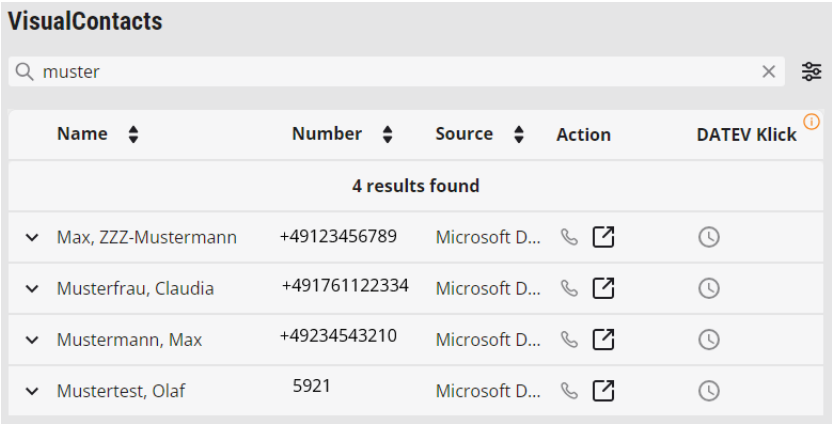 VisualContacts
muster
Name Number Source Action DATEV Klick
4 results found
Max, ZZZ-Mustermann +49123456789 Microsoft D...
Musterfrau, Claudia +491761122334 Microsoft D...
Mustermann, Max +49234543210 Microsoft D...
Mustertest, Olaf 5921 Microsoft D...